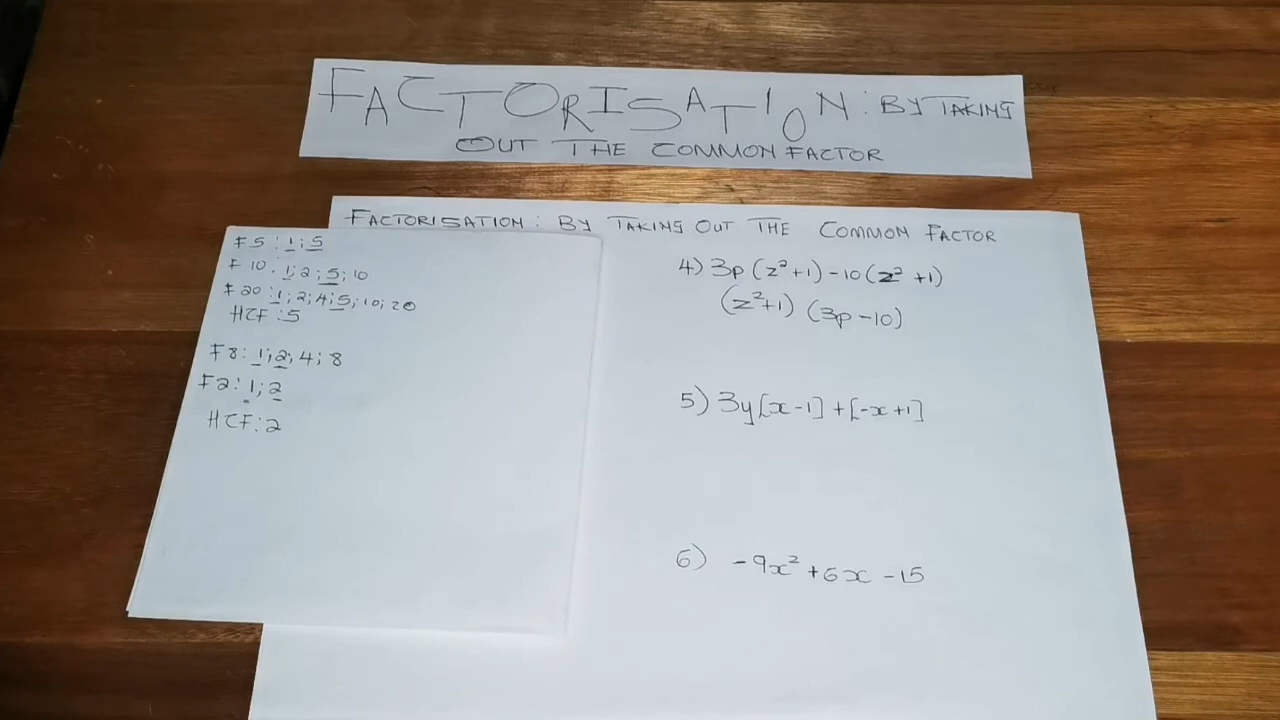 FACTORISATION: BY TAKING
OUT THE COMMON FACTOR
FACTORISATION: BY TAKING OUT THE COMMON FACTOR
F5: 1; 5
F10: 1; 2; 5; 10
F20: 1; 2; 4; 5; 10; 20
HCF: 5
F8: 1; 2; 4; 8
F2: 1; 2
HCF: 2
4) 3p(z²+1)-10(z²+1)
(z²+1)(3p-10)
5) 3y[x-1]+[-x+1]
6) -9x²+6x-15